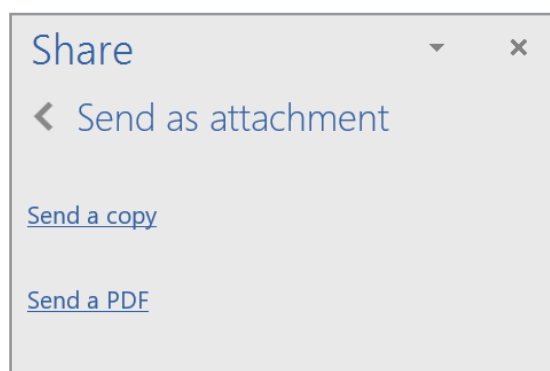 Share
Send as attachment
Send a copy
Send a PDF